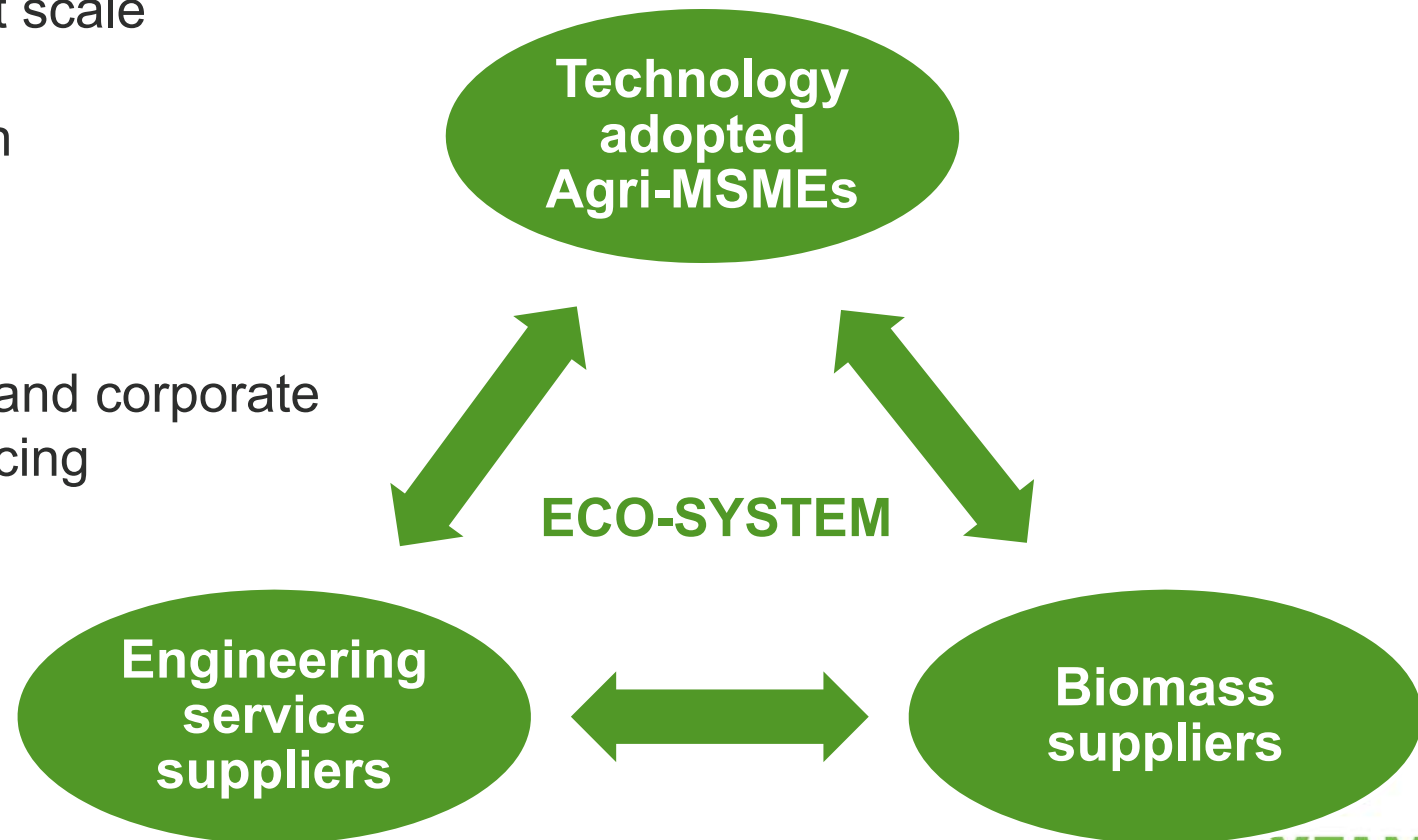 t scale
Technology
adopted
Agri-MSMEs
and corporate
cing
ECO-SYSTEM
Engineering
service
suppliers
Biomass
suppliers